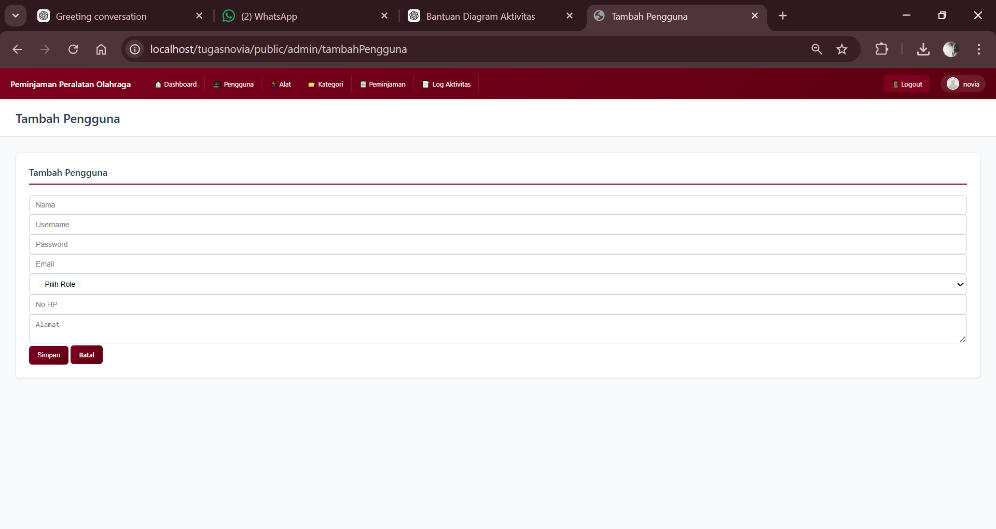 Greeting conversation
(2) WhatsApp
Bantuan Diagram Aktivitas
Tambah Pengguna
localhost/tugasnovia/public/admin/tambahPengguna
Peminjaman Peralatan Olahraga
Dashboard
Pengguna
Alat
Kategori
Peminjaman
Log Aktivitas
Logout
novia
Tambah Pengguna
Tambah Pengguna
Nama
Username
Password
Email
-- Pilih Role --
No HP
Alamat
Simpan
Batal